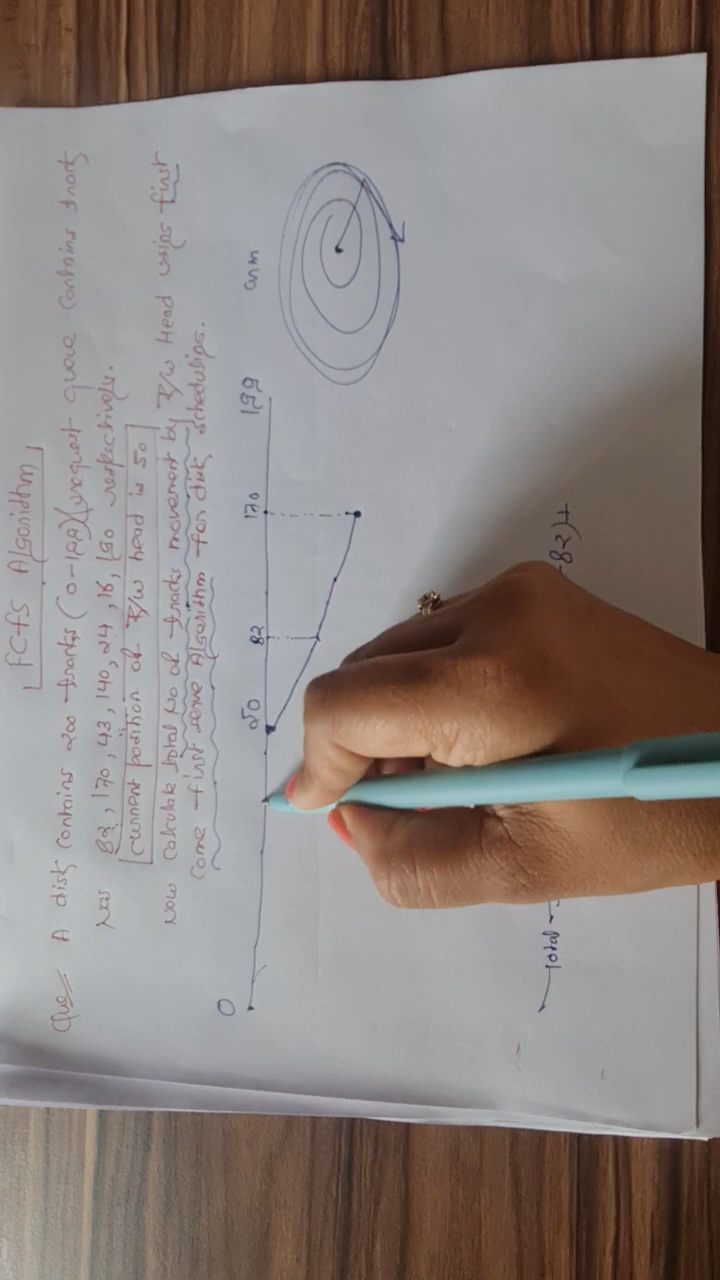 FCFS Algorithm
Que A disk contains 200 tracks (0-199) request queue contains track
No 82, 170, 43, 140, 24, 16, 190 respectively.
current position of R/W head is 50
Now calculate total No of tracks movement by R/W Head using first
come first serve Algorithm for disk scheduling.
0 50 82 170 199 arm
Total -82)+